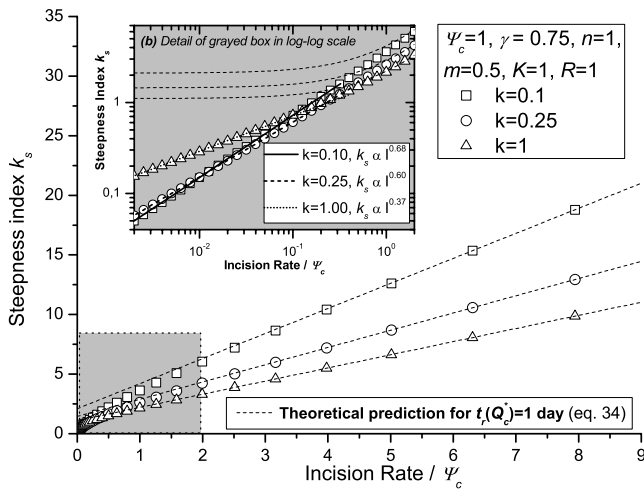 35
30
25
20
15
10
5
0
Steepness index k_s
0 1 2 3 4 5 6 7 8 9
Incision Rate / Ψ_c
(b) Detail of grayed box in log-log scale
Steepness Index k_s
1
0,1
10^-2 10^-1 10^0
Incision Rate / Ψ_c
k=0.10, k_s α I^0.68
k=0.25, k_s α I^0.60
k=1.00, k_s α I^0.37
Ψ_c=1, γ = 0.75, n=1,
m=0.5, K=1, R=1
k=0.1
k=0.25
k=1
Theoretical prediction for t_r(Q_c^*)=1 day (eq. 34)